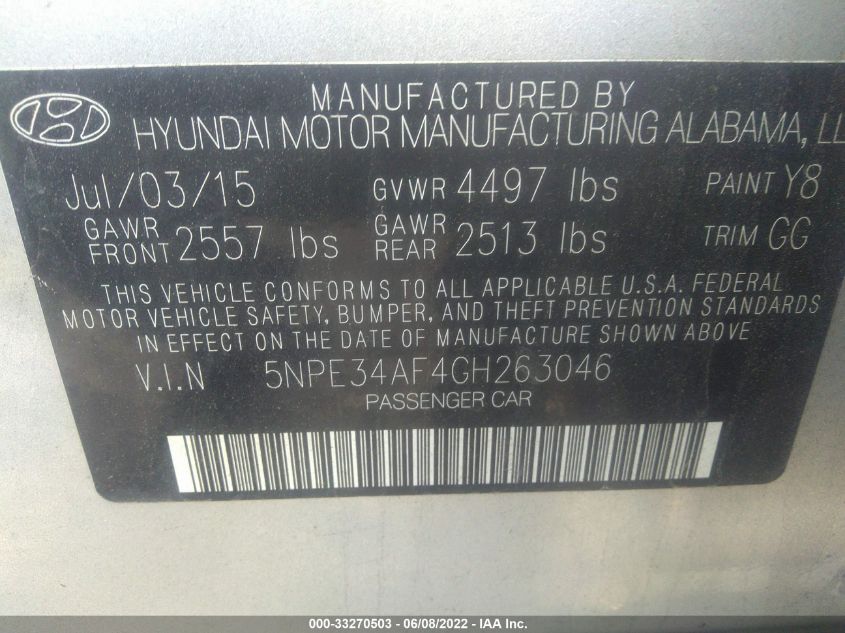 MANUFACTURED BY
HYUNDAI MOTOR MANUFACTURING ALABAMA, LL
Jul/03/15 GVWR 4497 lbs PAINT Y8
GAWR FRONT 2557 lbs GAWR REAR 2513 lbs TRIM GG
THIS VEHICLE CONFORMS TO ALL APPLICABLE U.S.A. FEDERAL
MOTOR VEHICLE SAFETY, BUMPER, AND THEFT PREVENTION STANDARDS
IN EFFECT ON THE DATE OF MANUFACTURE SHOWN ABOVE
V.I.N 5NPE34AF4GH263046
PASSENGER CAR
000-33270503 - 06/08/2022 - IAA Inc.